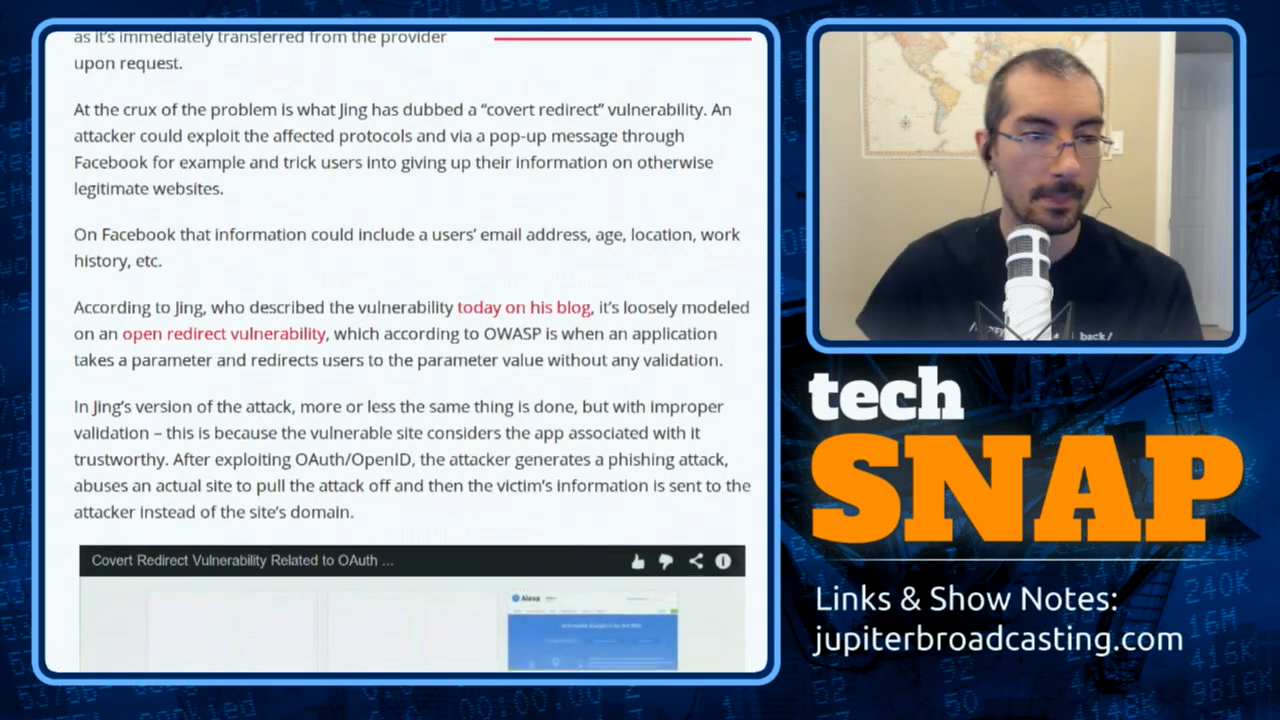 as it's immediately transferred from the provider
upon request.
At the crux of the problem is what Jing has dubbed a “covert redirect” vulnerability. An
attacker could exploit the affected protocols and via a pop-up message through
Facebook for example and trick users into giving up their information on otherwise
legitimate websites.
On Facebook that information could include a users’ email address, age, location, work
history, etc.
According to Jing, who described the vulnerability today on his blog, it’s loosely modeled
on an open redirect vulnerability, which according to OWASP is when an application
takes a parameter and redirects users to the parameter value without any validation.
In Jing’s version of the attack, more or less the same thing is done, but with improper
validation – this is because the vulnerable site considers the app associated with it
trustworthy. After exploiting OAuth/OpenID, the attacker generates a phishing attack,
abuses an actual site to pull the attack off and then the victim’s information is sent to the
attacker instead of the site’s domain.
Covert Redirect Vulnerability Related to OAuth ...
Alexa
back/
tech
SNAP
Links & Show Notes:
jupiterbroadcasting.com